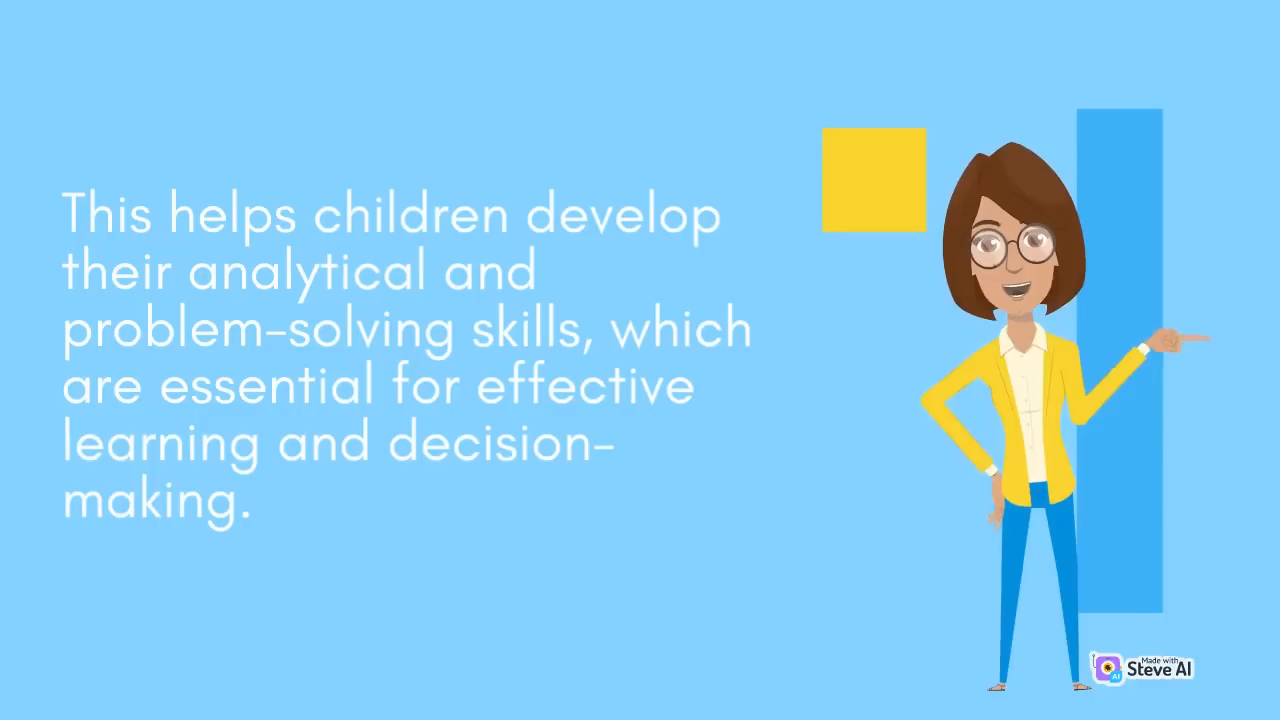 This helps children develop
their analytical and
problem-solving skills, which
are essential for effective
learning and decision-
making.
Made with
Steve AI
AI